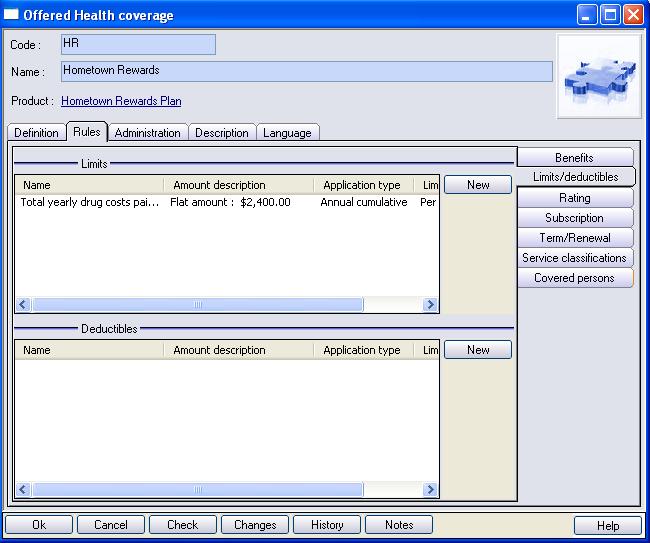 Offered Health coverage
Code : HR
Name : Hometown Rewards
Product : Hometown Rewards Plan
Definition Rules Administration Description Language
Benefits
Limits/deductibles
Rating
Subscription
Term/Renewal
Service classifications
Covered persons
Limits
Name Amount description Application type Lim
Total yearly drug costs pai... Flat amount : $2,400.00 Annual cumulative Per
New
Deductibles
Name Amount description Application type Lim
New
Ok Cancel Check Changes History Notes Help